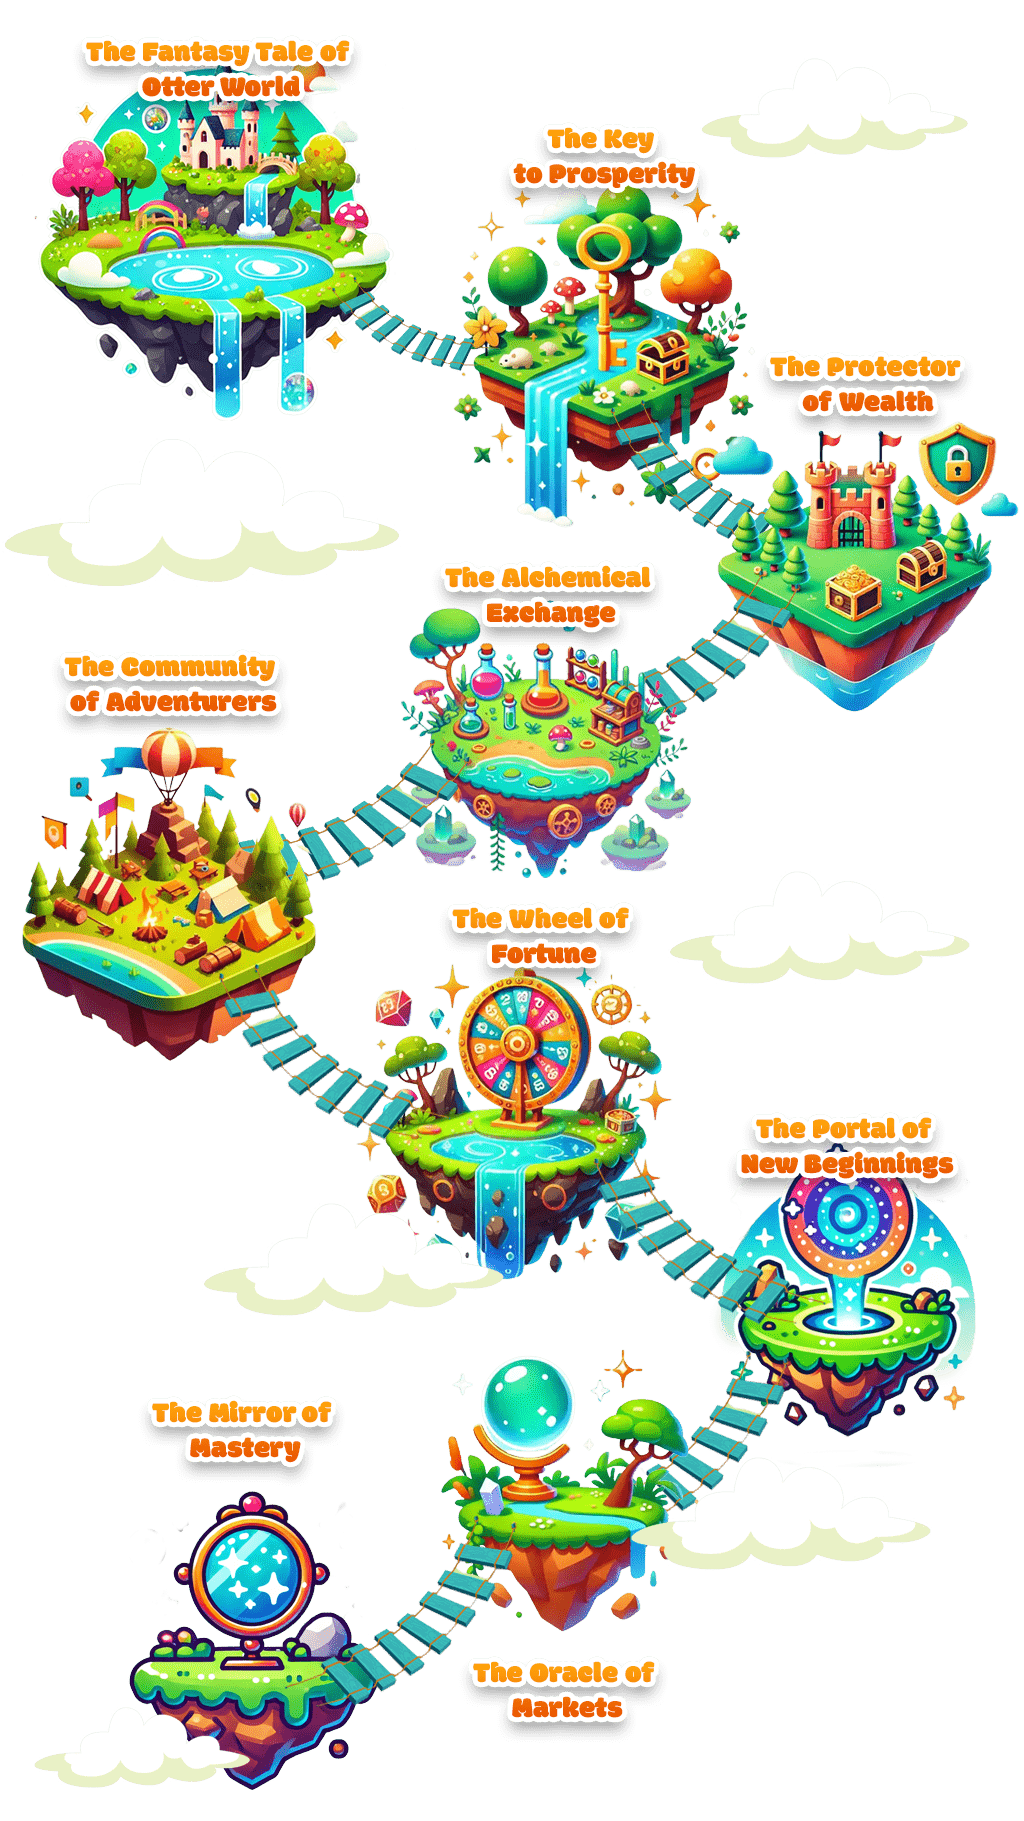 The Fantasy Tale of
Otter World
The Key
to Prosperity
The Protector
of Wealth
The Alchemical
Exchange
The Community
of Adventurers
The Wheel of
Fortune
The Portal of
New Beginnings
The Mirror of
Mastery
The Oracle of
Markets